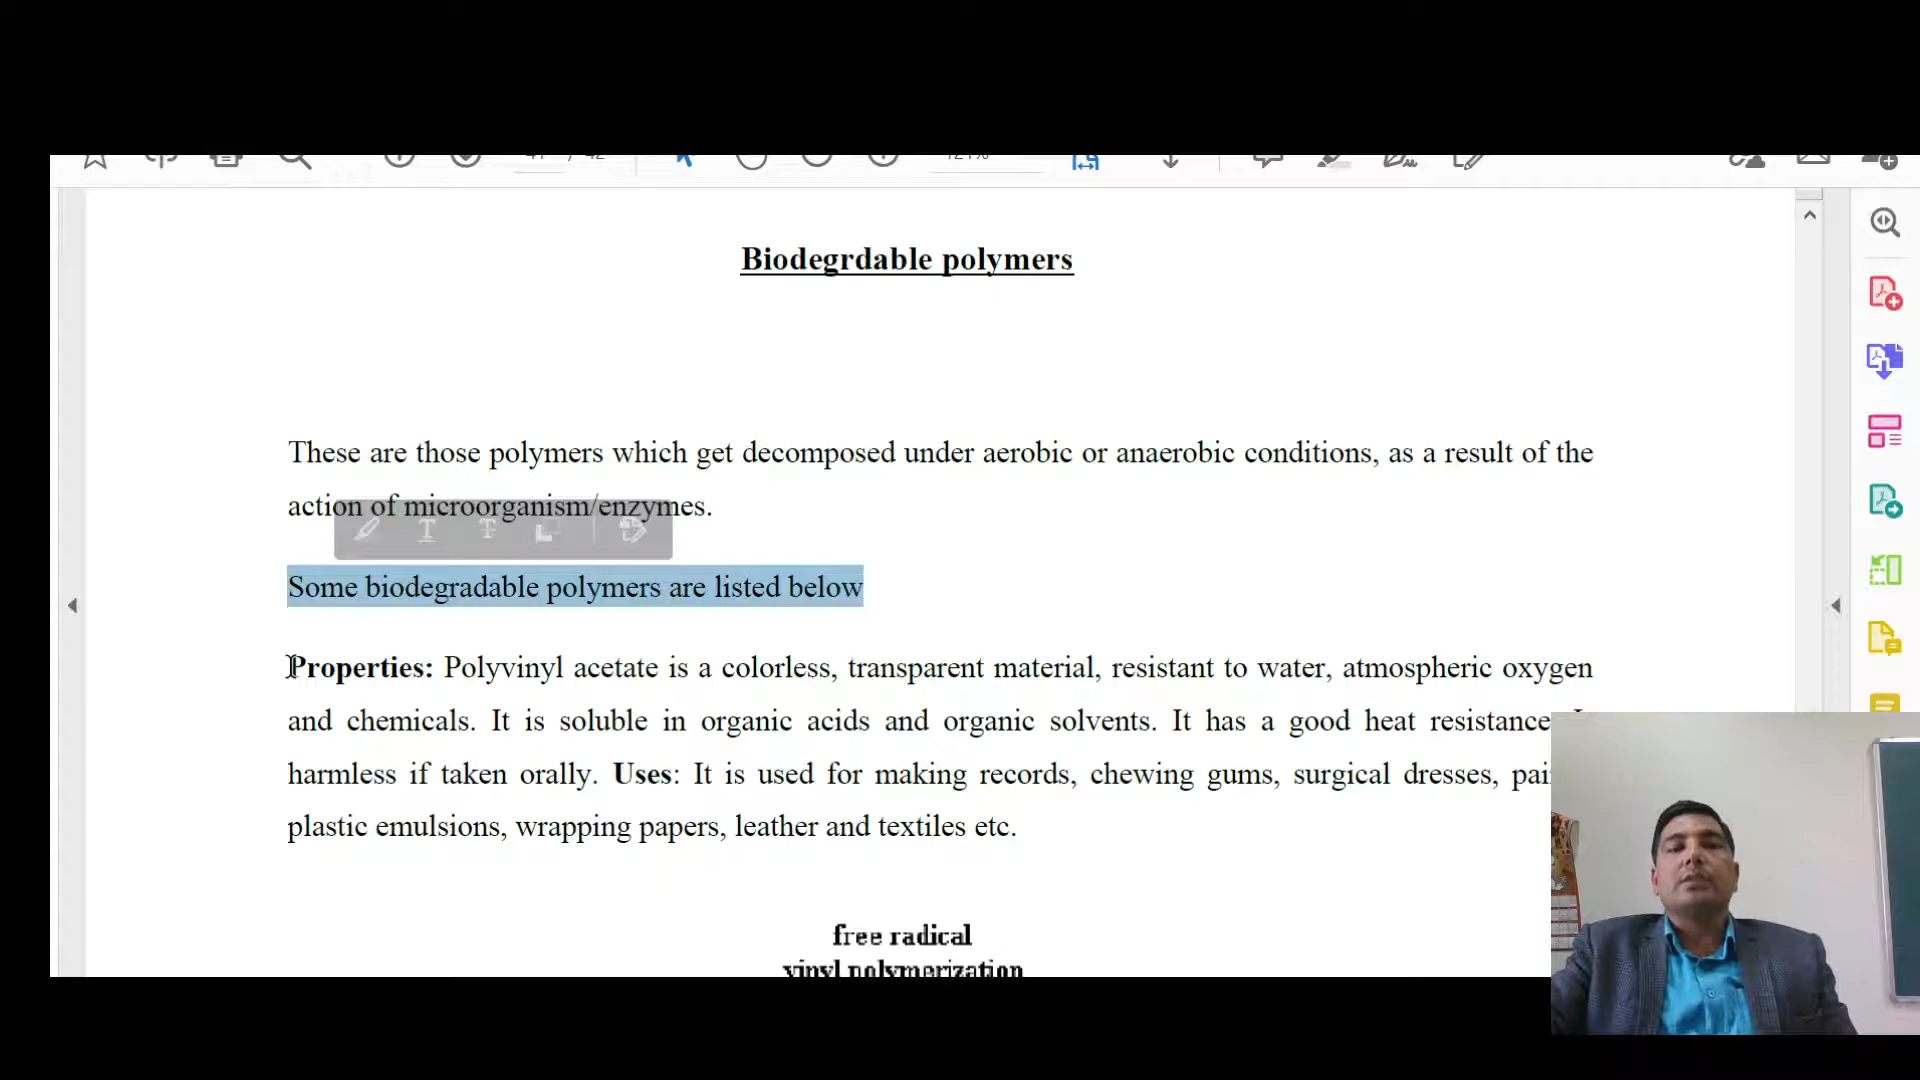 Biodegrdable polymers
These are those polymers which get decomposed under aerobic or anaerobic conditions, as a result of the
action of microorganism/enzymes.
Some biodegradable polymers are listed below
Properties: Polyvinyl acetate is a colorless, transparent material, resistant to water, atmospheric oxygen
and chemicals. It is soluble in organic acids and organic solvents. It has a good heat resistance
harmless if taken orally. Uses: It is used for making records, chewing gums, surgical dresses,
plastic emulsions, wrapping papers, leather and textiles etc.
free radical
vinyl polymerization